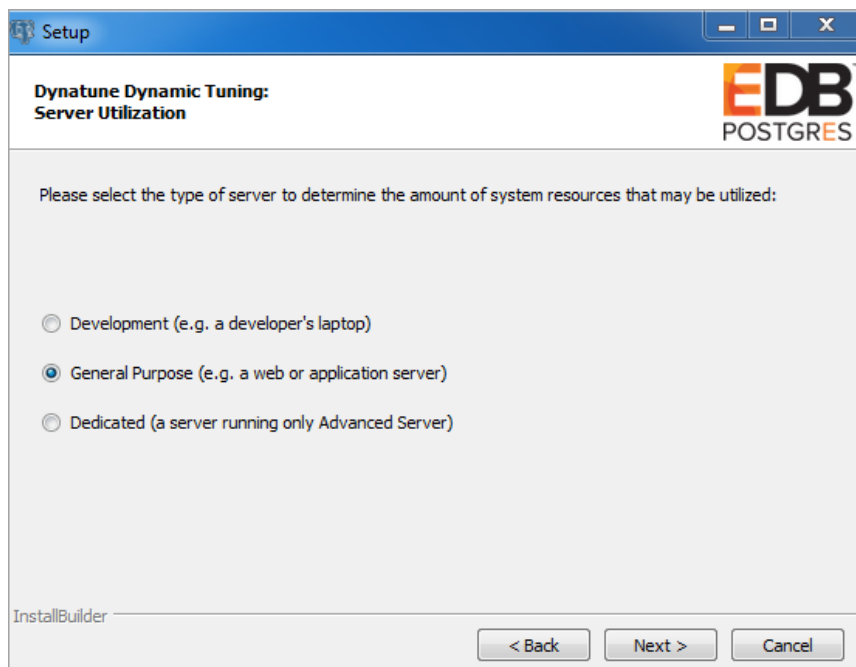 Setup
Dynatune Dynamic Tuning:
Server Utilization
EDB
POSTGRES
Please select the type of server to determine the amount of system resources that may be utilized:
Development (e.g. a developer's laptop)
General Purpose (e.g. a web or application server)
Dedicated (a server running only Advanced Server)
InstallBuilder
< Back
Next >
Cancel